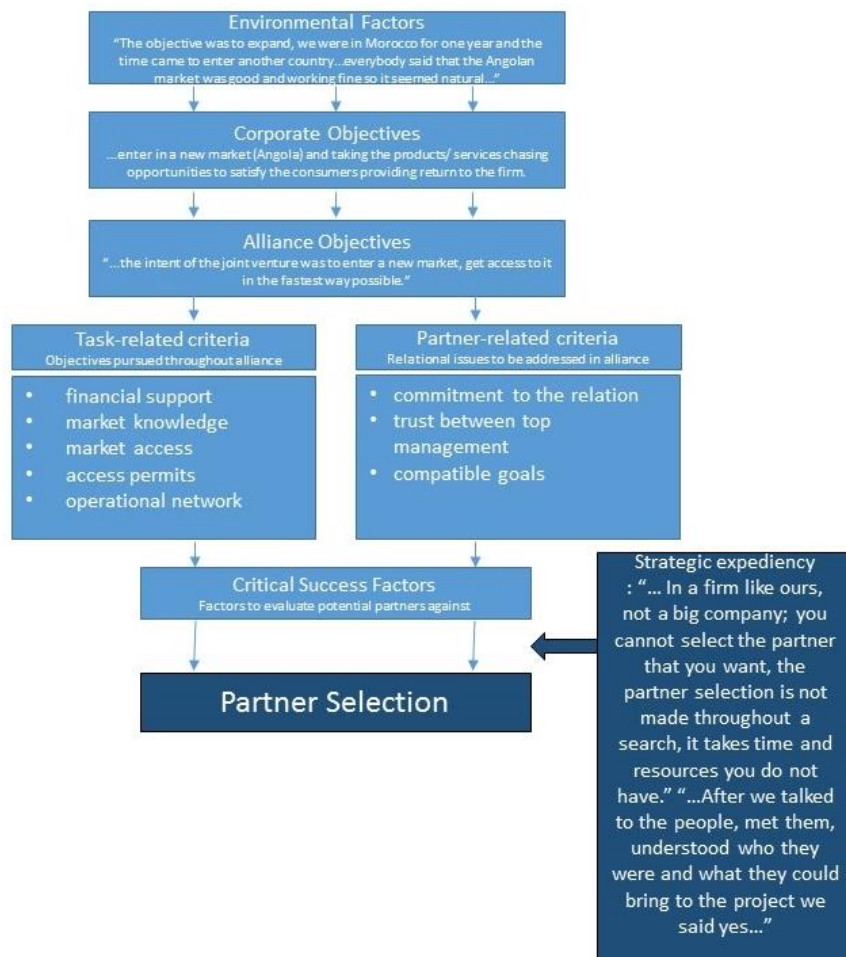 Environmental Factors
“The objective was to expand, we were in Morocco for one year and the
time came to enter another country…everybody said that the Angolan
market was good and working fine so it seemed natural…”
Corporate Objectives
…enter in a new market (Angola) and taking the products/ services chasing
opportunities to satisfy the consumers providing return to the firm.
Alliance Objectives
“…the intent of the joint venture was to enter a new market, get access to it
in the fastest way possible.”
Task-related criteria
Objectives pursued throughout alliance
• financial support
• market knowledge
• market access
• access permits
• operational network
Partner-related criteria
Relational issues to be addressed in alliance
• commitment to the relation
• trust between top
management
• compatible goals
Critical Success Factors
Factors to evaluate potential partners against
Partner Selection
Strategic expediency
: “… In a firm like ours,
not a big company; you
cannot select the partner
that you want, the
partner selection is not
made throughout a
search, it takes time and
resources you do not
have.” “…After we talked
to the people, met them,
understood who they
were and what they could
bring to the project we
said yes…”